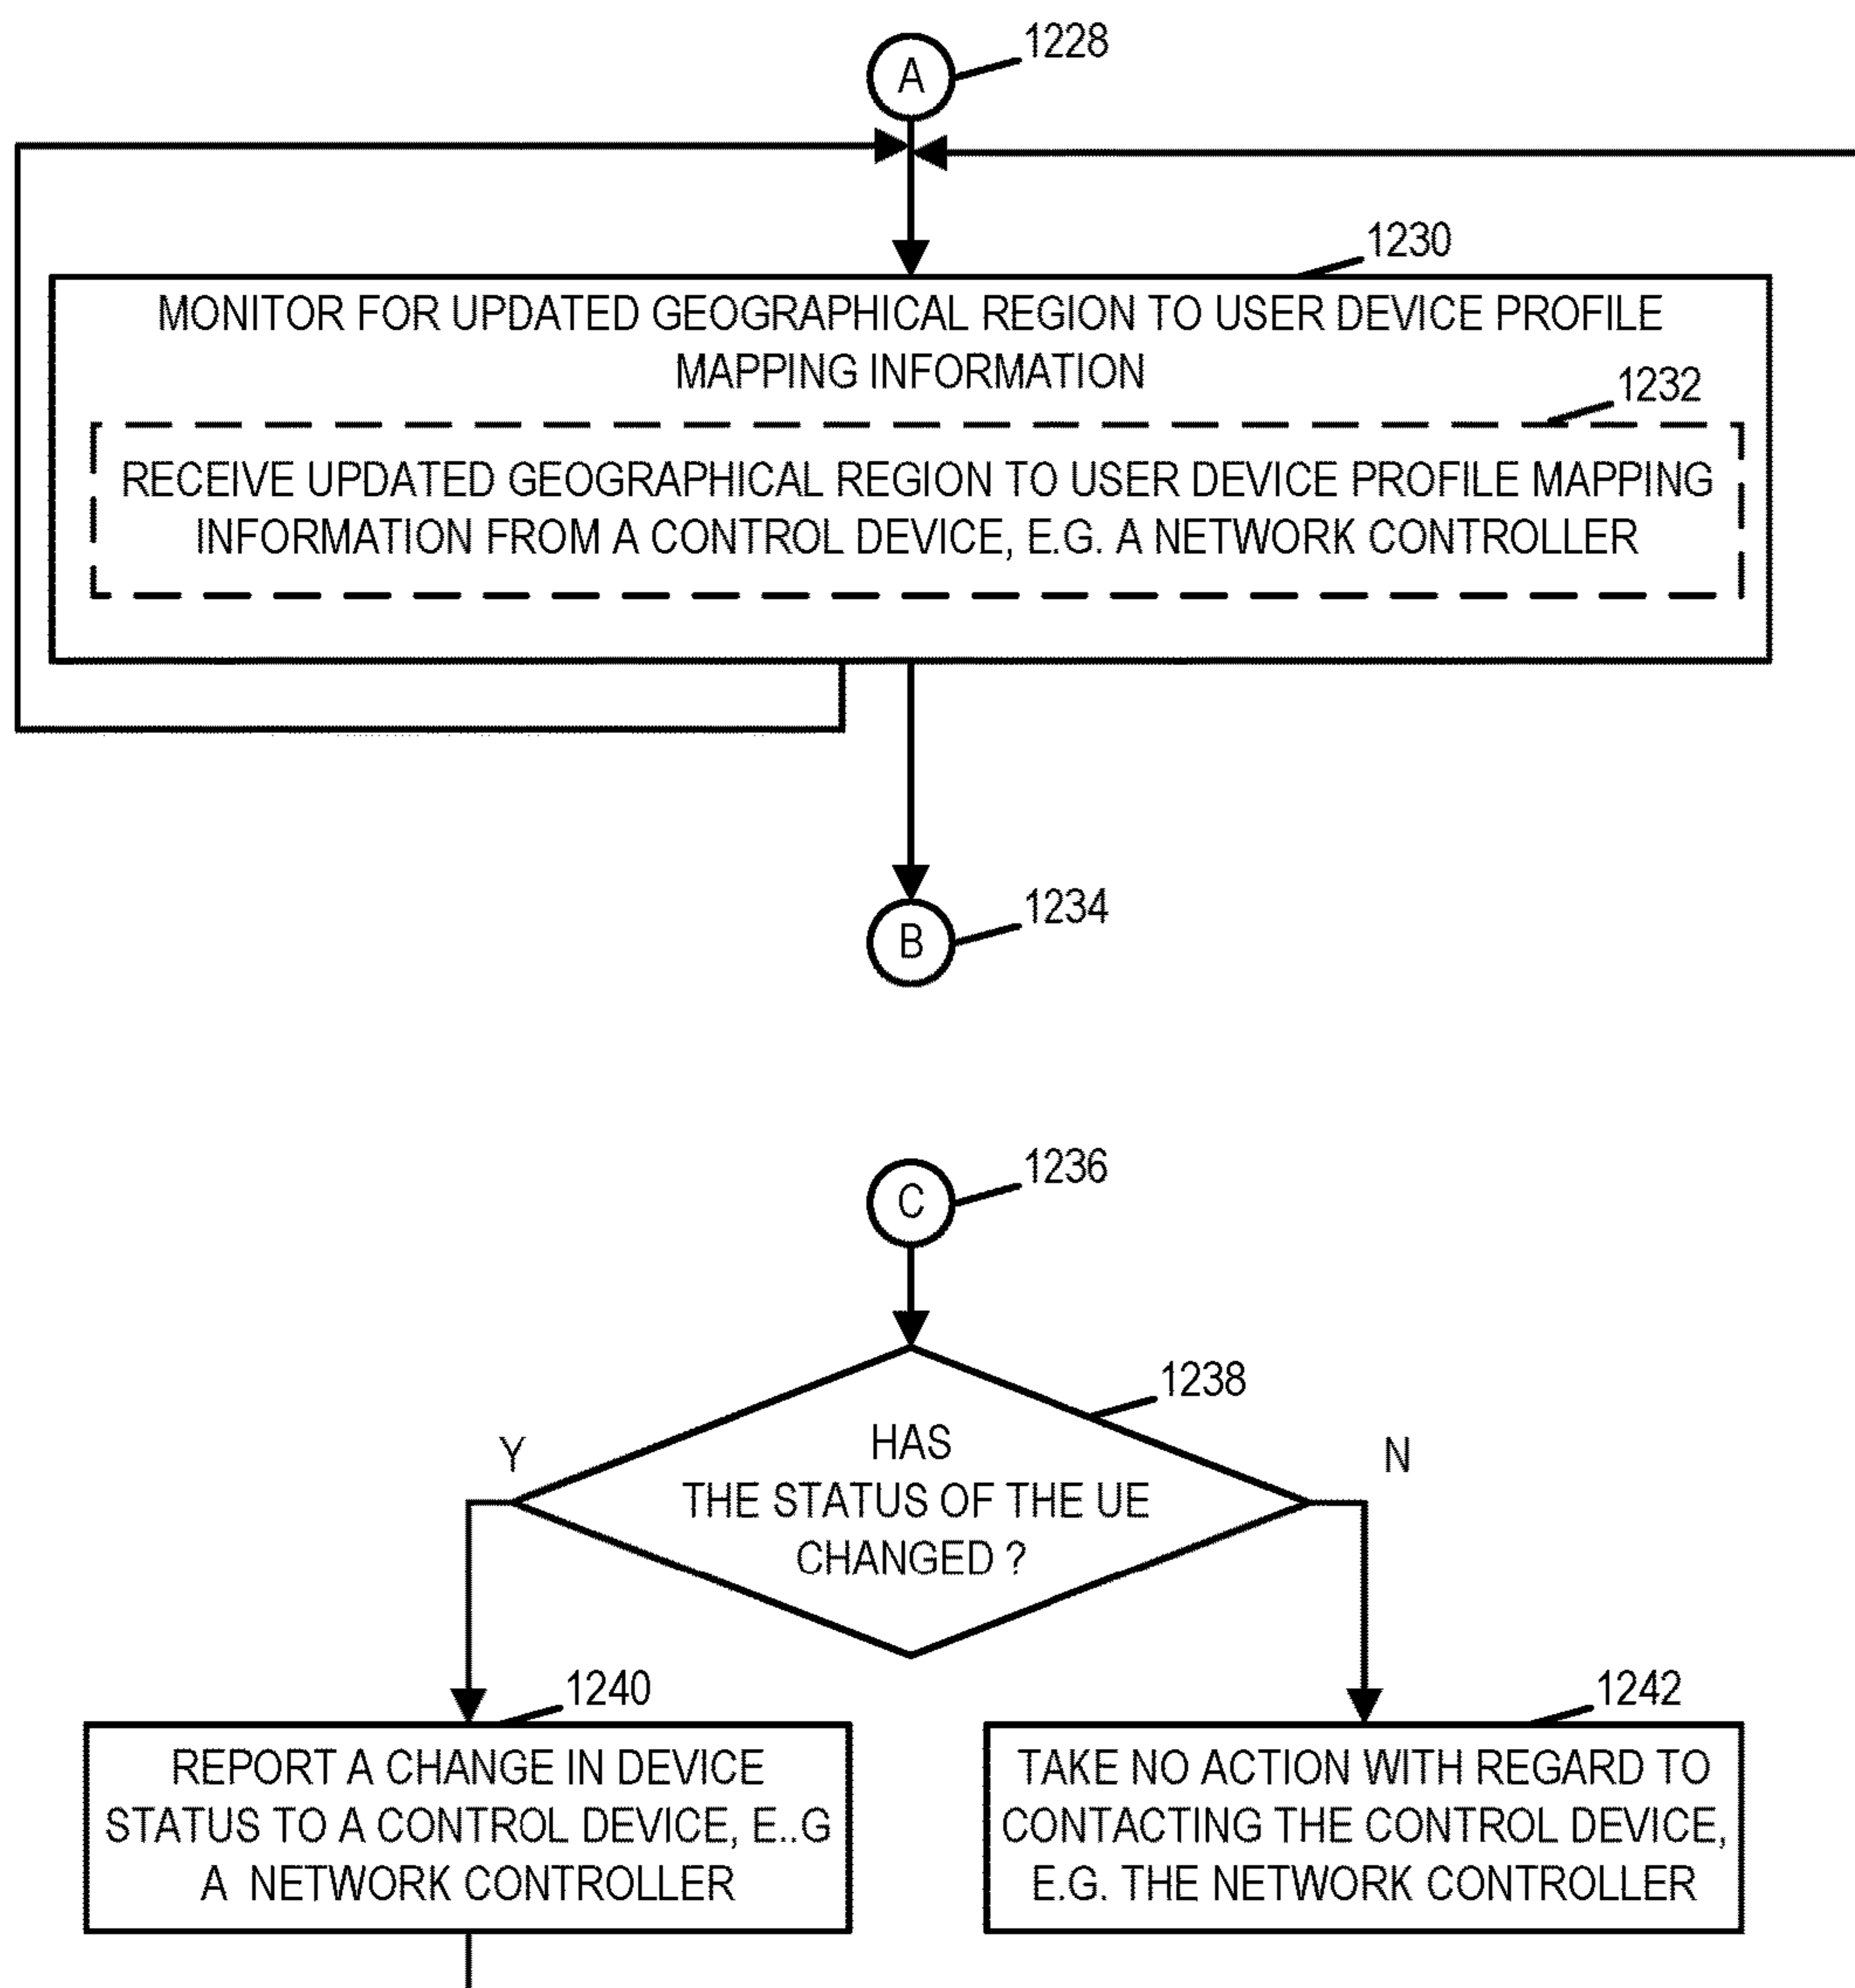 A
1228
1230
MONITOR FOR UPDATED GEOGRAPHICAL REGION TO USER DEVICE PROFILE
MAPPING INFORMATION
1232
RECEIVE UPDATED GEOGRAPHICAL REGION TO USER DEVICE PROFILE MAPPING
INFORMATION FROM A CONTROL DEVICE, E.G. A NETWORK CONTROLLER
B
1234
C
1236
1238
Y
HAS
THE STATUS OF THE UE
CHANGED ?
N
1240
REPORT A CHANGE IN DEVICE
STATUS TO A CONTROL DEVICE, E..G
A NETWORK CONTROLLER
1242
TAKE NO ACTION WITH REGARD TO
CONTACTING THE CONTROL DEVICE,
E.G. THE NETWORK CONTROLLER